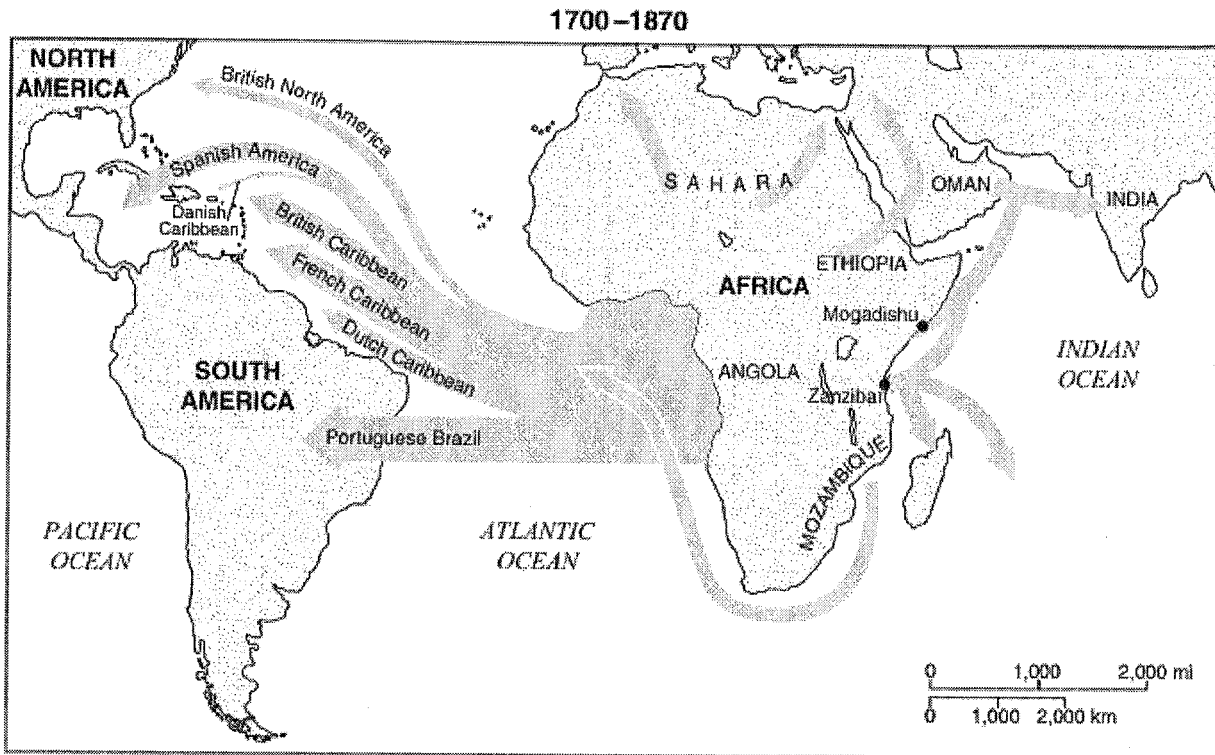 1700–1870
NORTH
AMERICA
British North America
Spanish America
Danish
Caribbean
British Caribbean
French Caribbean
Dutch Caribbean
SOUTH
AMERICA
Portuguese Brazil
SAHARA
OMAN
INDIA
ETHIOPIA
AFRICA
Mogadishu
ANGOLA
Zanzibar
MOZAMBIQUE
INDIAN
OCEAN
PACIFIC
OCEAN
ATLANTIC
OCEAN
0 1,000 2,000 mi
0 1,000 2,000 km